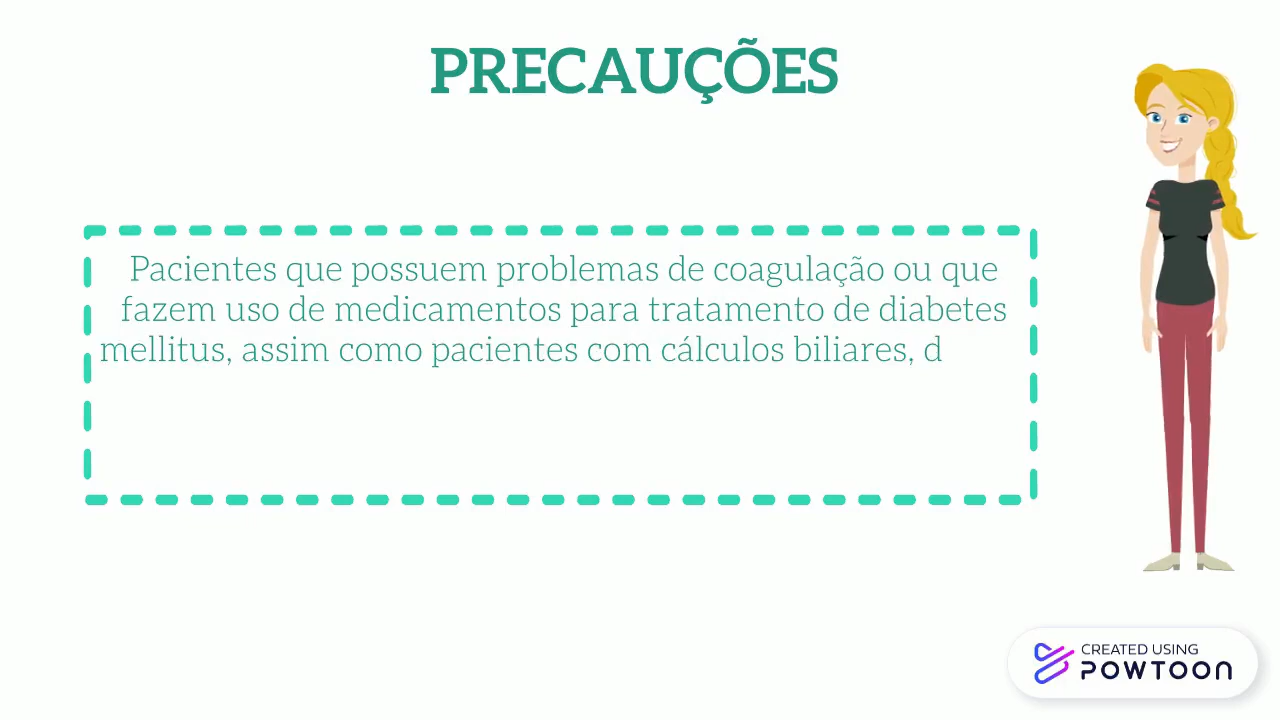 PRECAUÇÕES
Pacientes que possuem problemas de coagulação ou que
fazem uso de medicamentos para tratamento de diabetes
mellitus, assim como pacientes com cálculos biliares, d
CREATED USING
POWTOON